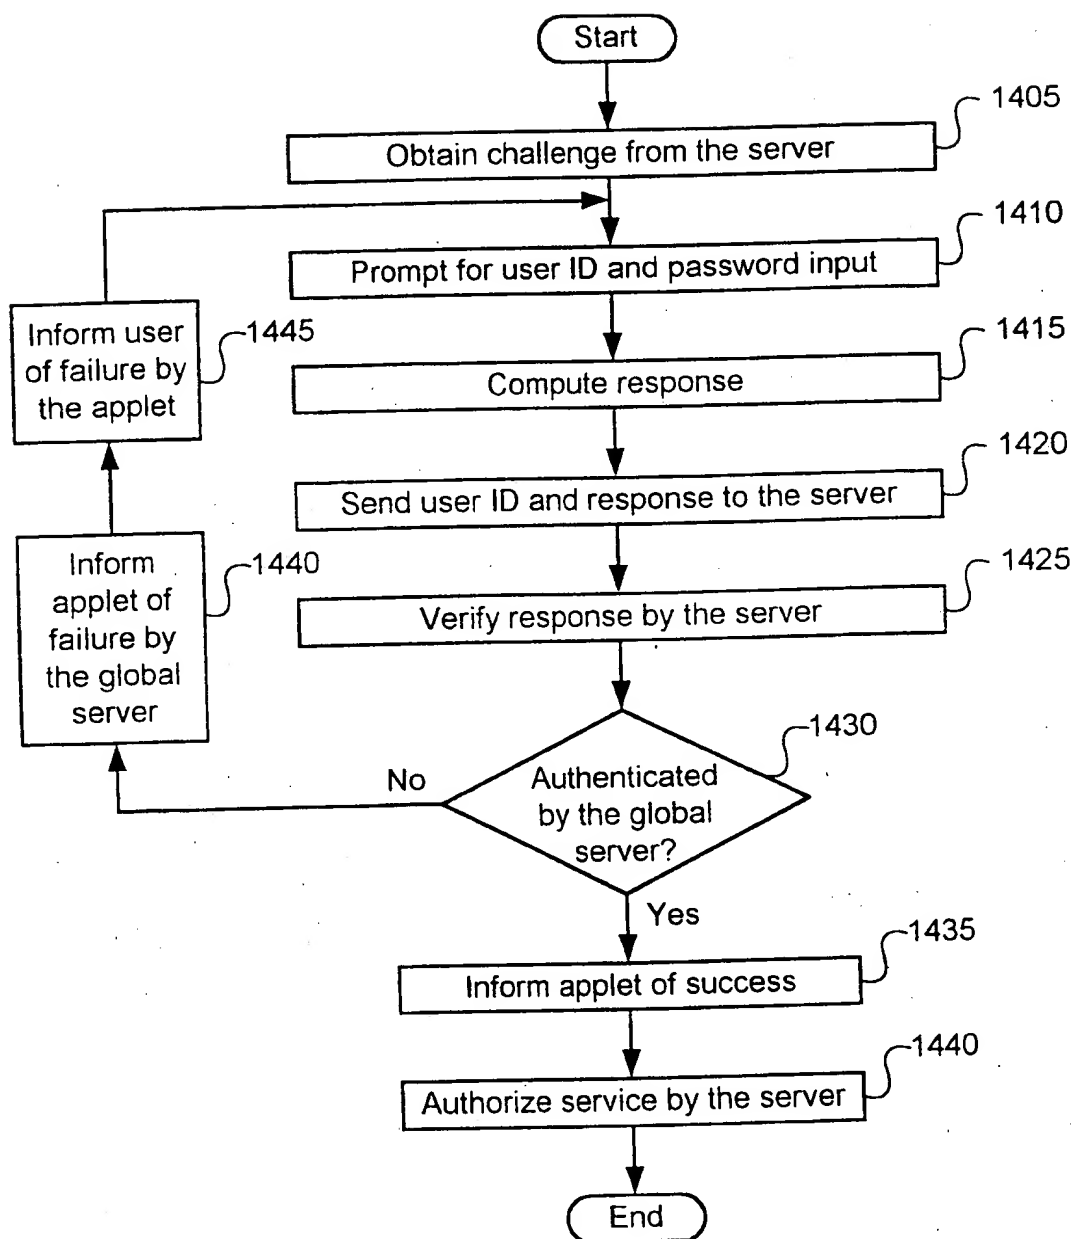 Start
1405
Obtain challenge from the server
1410
Prompt for user ID and password input
1415
Compute response
1420
Send user ID and response to the server
1425
Verify response by the server
1430
Authenticated
by the global
server?
No
Yes
1440
Inform
applet of
failure by
the global
server
1445
Inform user
of failure by
the applet
1435
Inform applet of success
1440
Authorize service by the server
End